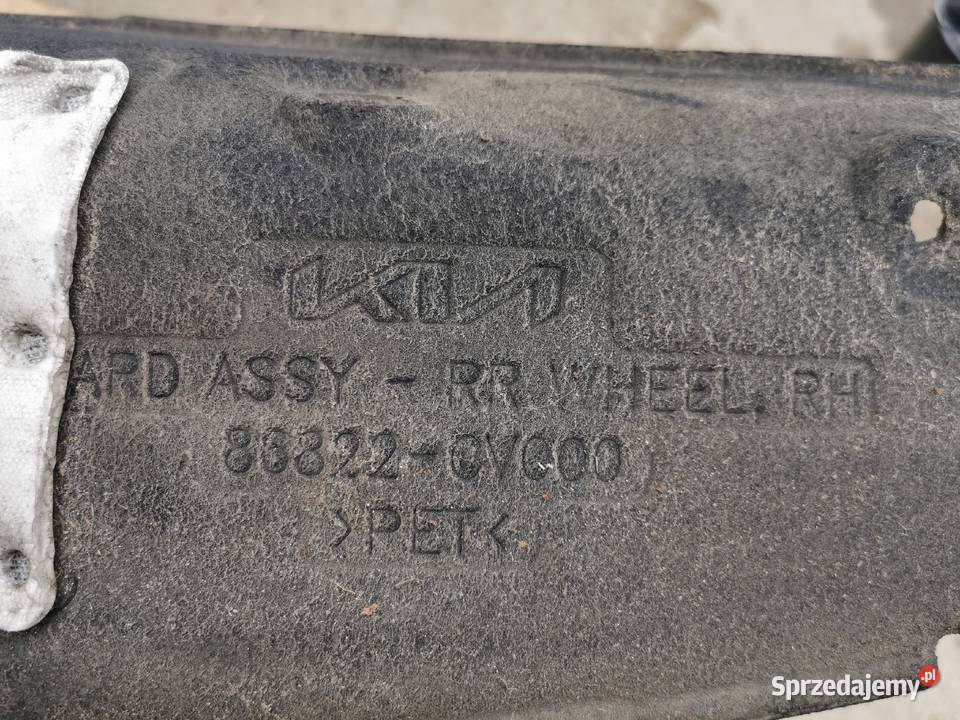 KIA
ARD ASSY - RR WHEEL, RH
86822-CV000
>PET<
Sprzedajemy.pl